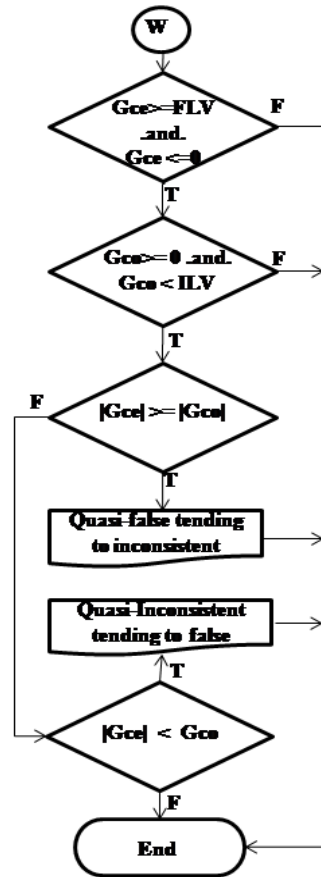 W
Gce>=FLV
.and.
Gce <=0
F
T
Gco>=0 .and.
Gco < ILV
F
T
F
|Gce| >= |Gco|
T
Quasi-false tending
to inconsistent
Quasi-Inconsistent
tending to false
T
|Gce| < Gco
F
End